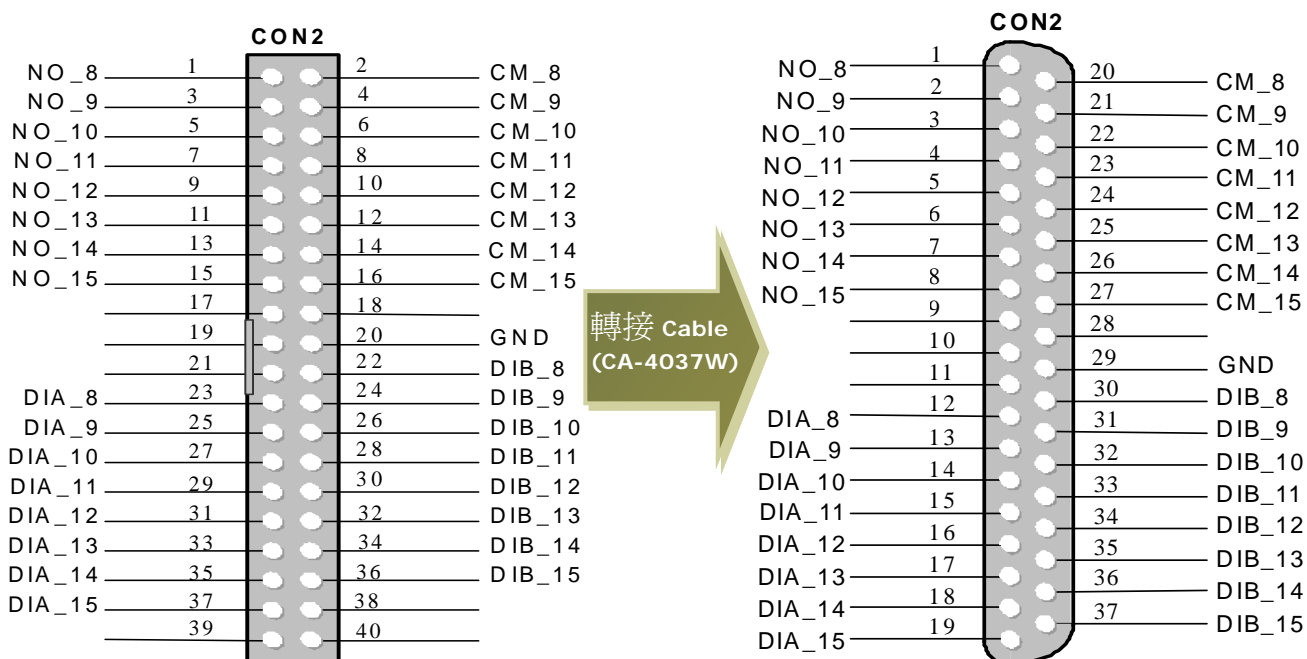 CON2
NO_8 1 2 CM_8
NO_9 3 4 CM_9
NO_10 5 6 CM_10
NO_11 7 8 CM_11
NO_12 9 10 CM_12
NO_13 11 12 CM_13
NO_14 13 14 CM_14
NO_15 15 16 CM_15
17 18
19 20 GND
21 22 DIB_8
DIA_8 23 24 DIB_9
DIA_9 25 26 DIB_10
DIA_10 27 28 DIB_11
DIA_11 29 30 DIB_12
DIA_12 31 32 DIB_13
DIA_13 33 34 DIB_14
DIA_14 35 36 DIB_15
DIA_15 37 38
39 40
轉接 Cable
(CA-4037W)
CON2
NO_8 1 20 CM_8
NO_9 2 21 CM_9
NO_10 3 22 CM_10
NO_11 4 23 CM_11
NO_12 5 24 CM_12
NO_13 6 25 CM_13
NO_14 7 26 CM_14
NO_15 8 27 CM_15
9 28
10 29 GND
11 30 DIB_8
DIA_8 12 31 DIB_9
DIA_9 13 32 DIB_10
DIA_10 14 33 DIB_11
DIA_11 15 34 DIB_12
DIA_12 16 35 DIB_13
DIA_13 17 36 DIB_14
DIA_14 18 37 DIB_15
DIA_15 19